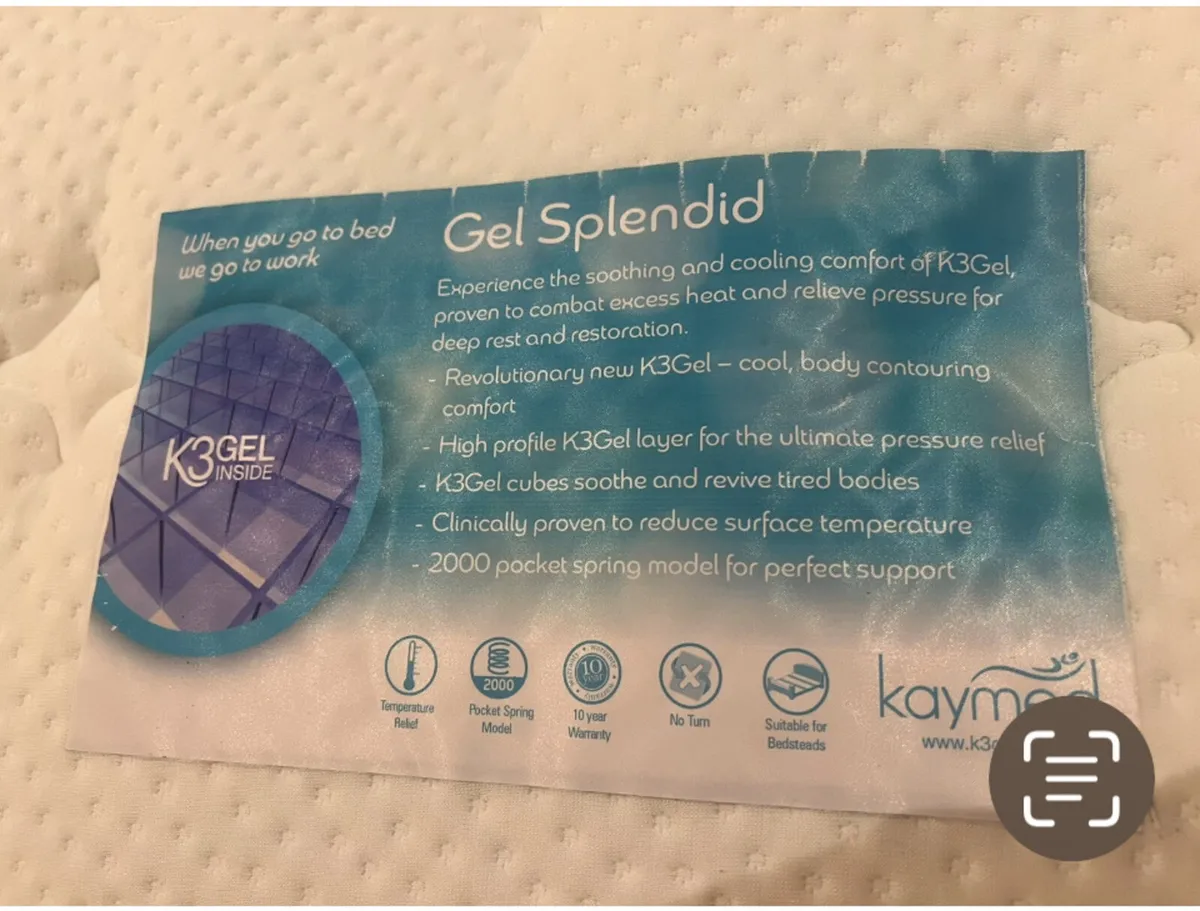 When you go to bed
we go to work
Gel Splendid
Experience the soothing and cooling comfort of K3Gel,
proven to combat excess heat and relieve pressure for
deep rest and restoration.
- Revolutionary new K3Gel – cool, body contouring
comfort
- High profile K3Gel layer for the ultimate pressure relief
- K3Gel cubes soothe and revive tired bodies
- Clinically proven to reduce surface temperature
- 2000 pocket spring model for perfect support
K3GEL
INSIDE
Temperature
Relief
2000
Pocket Spring
Model
10
year
10 year
Warranty
No Turn
Suitable for
Bedsteads
kaymed
www.k3